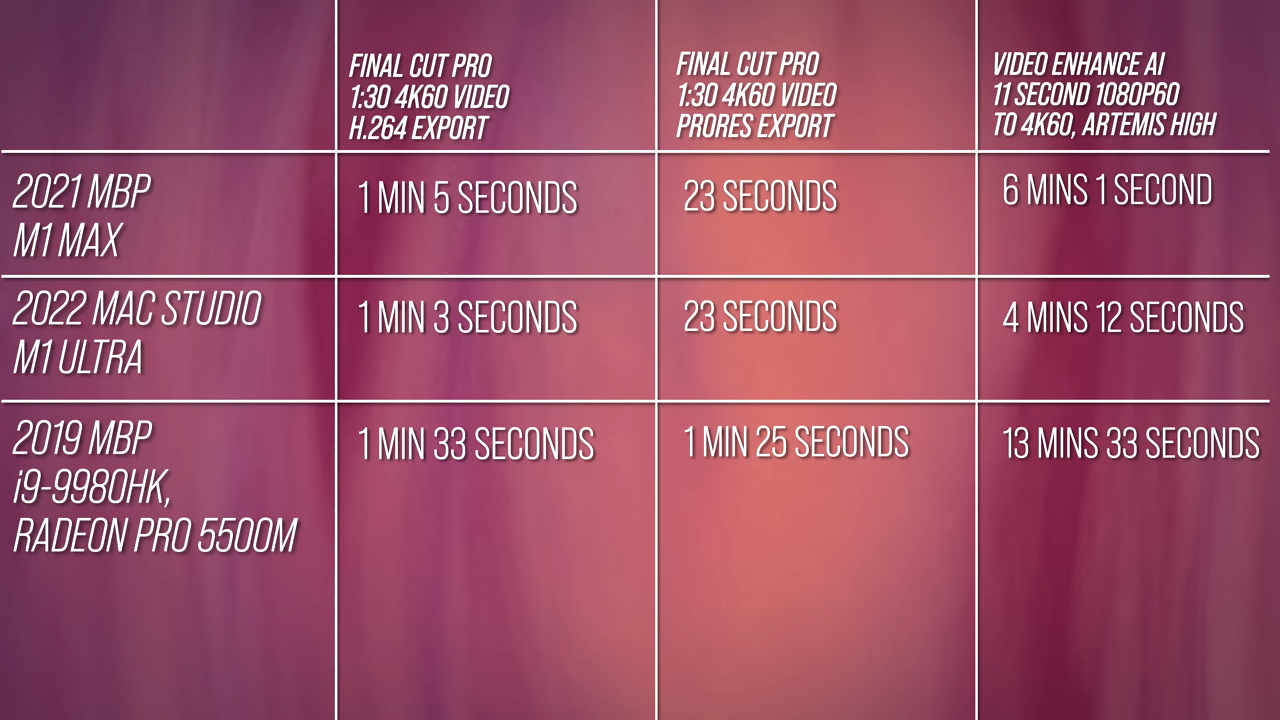 FINAL CUT PRO
1:30 4K60 VIDEO
H.264 EXPORT
FINAL CUT PRO
1:30 4K60 VIDEO
PRORES EXPORT
VIDEO ENHANCE AI
11 SECOND 1080P60
TO 4K60, ARTEMIS HIGH
2021 MBP
M1 MAX
1 MIN 5 SECONDS
23 SECONDS
6 MINS 1 SECOND
2022 MAC STUDIO
M1 ULTRA
1 MIN 3 SECONDS
23 SECONDS
4 MINS 12 SECONDS
2019 MBP
i9-9980HK,
RADEON PRO 5500M
1 MIN 33 SECONDS
1 MIN 25 SECONDS
13 MINS 33 SECONDS